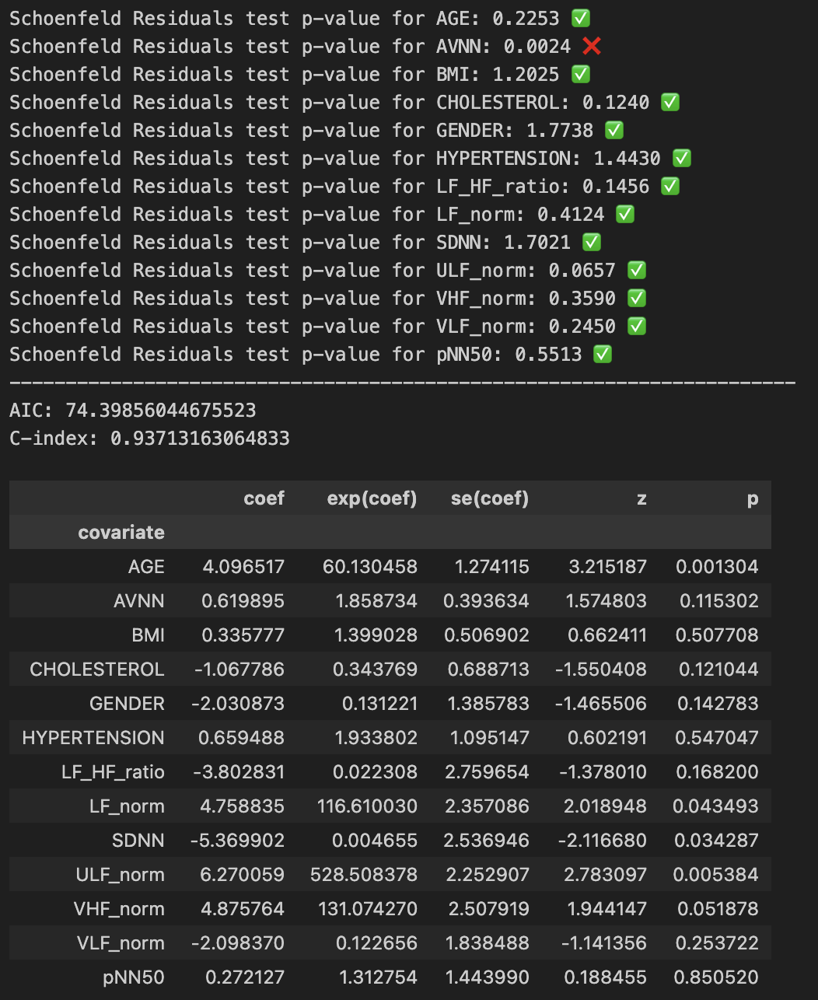 Schoenfeld Residuals test p-value for AGE: 0.2253 ✅
Schoenfeld Residuals test p-value for AVNN: 0.0024 ❌
Schoenfeld Residuals test p-value for BMI: 1.2025 ✅
Schoenfeld Residuals test p-value for CHOLESTEROL: 0.1240 ✅
Schoenfeld Residuals test p-value for GENDER: 1.7738 ✅
Schoenfeld Residuals test p-value for HYPERTENSION: 1.4430 ✅
Schoenfeld Residuals test p-value for LF_HF_ratio: 0.1456 ✅
Schoenfeld Residuals test p-value for LF_norm: 0.4124 ✅
Schoenfeld Residuals test p-value for SDNN: 1.7021 ✅
Schoenfeld Residuals test p-value for ULF_norm: 0.0657 ✅
Schoenfeld Residuals test p-value for VHF_norm: 0.3590 ✅
Schoenfeld Residuals test p-value for VLF_norm: 0.2450 ✅
Schoenfeld Residuals test p-value for pNN50: 0.5513 ✅
----------------------------------------------------------------------
AIC: 74.39856044675523
C-index: 0.93713163064833
coef exp(coef) se(coef) z p
covariate
AGE 4.096517 60.130458 1.274115 3.215187 0.001304
AVNN 0.619895 1.858734 0.393634 1.574803 0.115302
BMI 0.335777 1.399028 0.506902 0.662411 0.507708
CHOLESTEROL -1.067786 0.343769 0.688713 -1.550408 0.121044
GENDER -2.030873 0.131221 1.385783 -1.465506 0.142783
HYPERTENSION 0.659488 1.933802 1.095147 0.602191 0.547047
LF_HF_ratio -3.802831 0.022308 2.759654 -1.378010 0.168200
LF_norm 4.758835 116.610030 2.357086 2.018948 0.043493
SDNN -5.369902 0.004655 2.536946 -2.116680 0.034287
ULF_norm 6.270059 528.508378 2.252907 2.783097 0.005384
VHF_norm 4.875764 131.074270 2.507919 1.944147 0.051878
VLF_norm -2.098370 0.122656 1.838488 -1.141356 0.253722
pNN50 0.272127 1.312754 1.443990 0.188455 0.850520